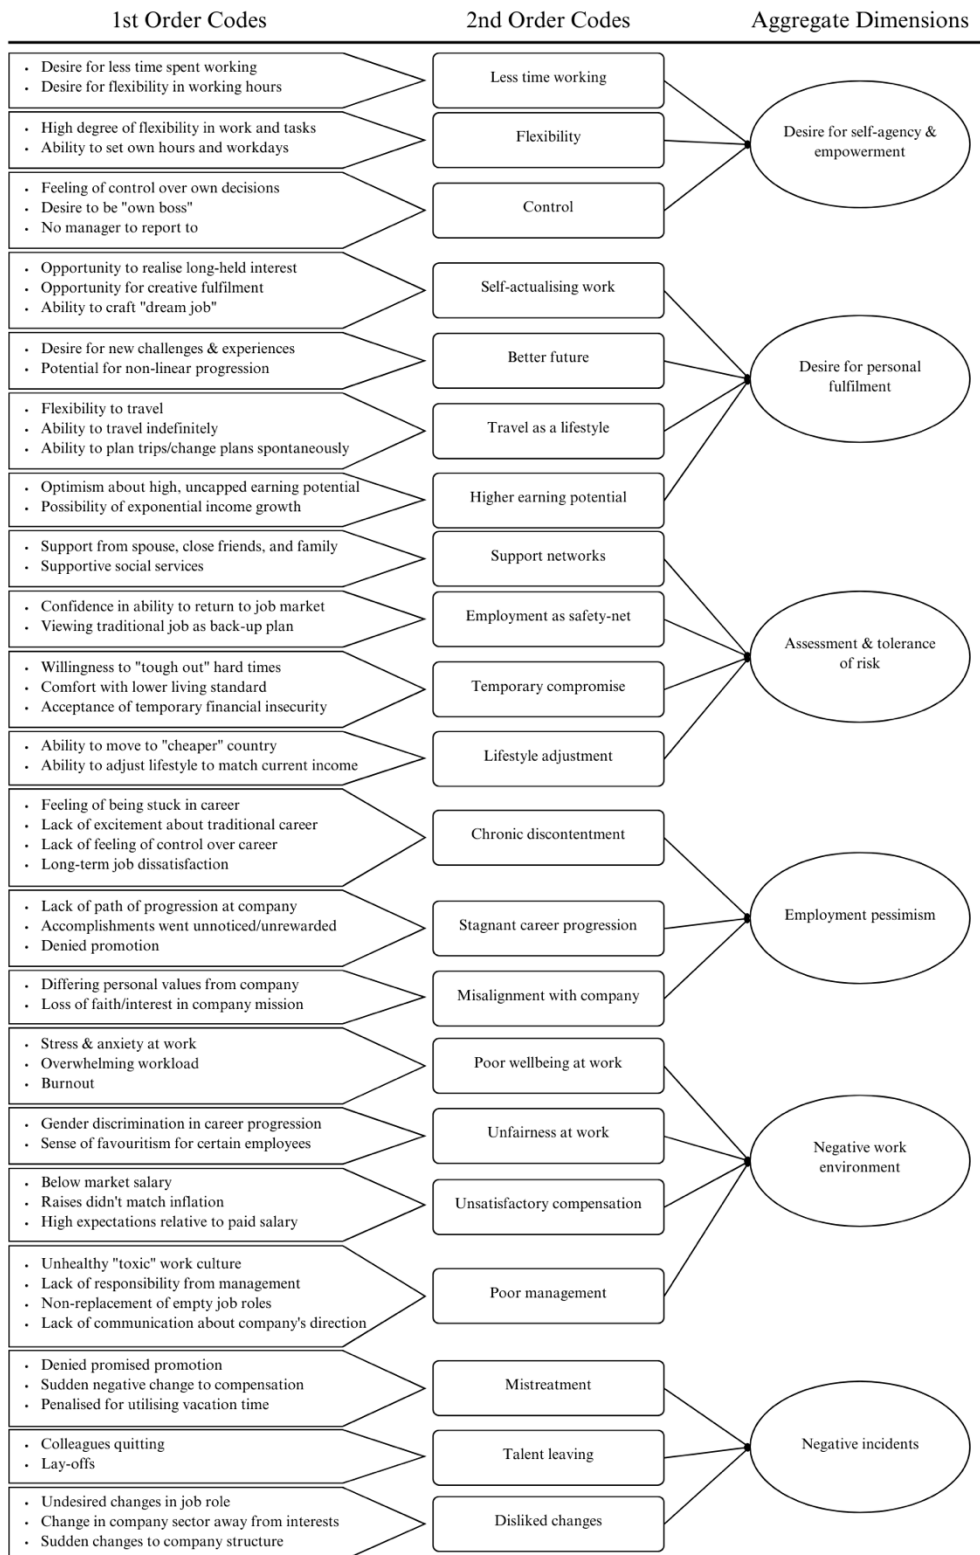 1st Order Codes
2nd Order Codes
Aggregate Dimensions
• Desire for less time spent working
• Desire for flexibility in working hours
Less time working
• High degree of flexibility in work and tasks
• Ability to set own hours and workdays
Flexibility
• Feeling of control over own decisions
• Desire to be "own boss"
• No manager to report to
Control
Desire for self-agency &
empowerment
• Opportunity to realise long-held interest
• Opportunity for creative fulfilment
• Ability to craft "dream job"
Self-actualising work
• Desire for new challenges & experiences
• Potential for non-linear progression
Better future
• Flexibility to travel
• Ability to travel indefinitely
• Ability to plan trips/change plans spontaneously
Travel as a lifestyle
• Optimism about high, uncapped earning potential
• Possibility of exponential income growth
Higher earning potential
Desire for personal
fulfilment
• Support from spouse, close friends, and family
• Supportive social services
Support networks
• Confidence in ability to return to job market
• Viewing traditional job as back-up plan
Employment as safety-net
• Willingness to "tough out" hard times
• Comfort with lower living standard
• Acceptance of temporary financial insecurity
Temporary compromise
• Ability to move to "cheaper" country
• Ability to adjust lifestyle to match current income
Lifestyle adjustment
Assessment & tolerance
of risk
• Feeling of being stuck in career
• Lack of excitement about traditional career
• Lack of feeling of control over career
• Long-term job dissatisfaction
Chronic discontentment
• Lack of path of progression at company
• Accomplishments went unnoticed/unrewarded
• Denied promotion
Stagnant career progression
• Differing personal values from company
• Loss of faith/interest in company mission
Misalignment with company
Employment pessimism
• Stress & anxiety at work
• Overwhelming workload
• Burnout
Poor wellbeing at work
• Gender discrimination in career progression
• Sense of favouritism for certain employees
Unfairness at work
• Below market salary
• Raises didn't match inflation
• High expectations relative to paid salary
Unsatisfactory compensation
• Unhealthy "toxic" work culture
• Lack of responsibility from management
• Non-replacement of empty job roles
• Lack of communication about company's direction
Poor management
Negative work
environment
• Denied promised promotion
• Sudden negative change to compensation
• Penalised for utilising vacation time
Mistreatment
• Colleagues quitting
• Lay-offs
Talent leaving
• Undesired changes in job role
• Change in company sector away from interests
• Sudden changes to company structure
Disliked changes
Negative incidents